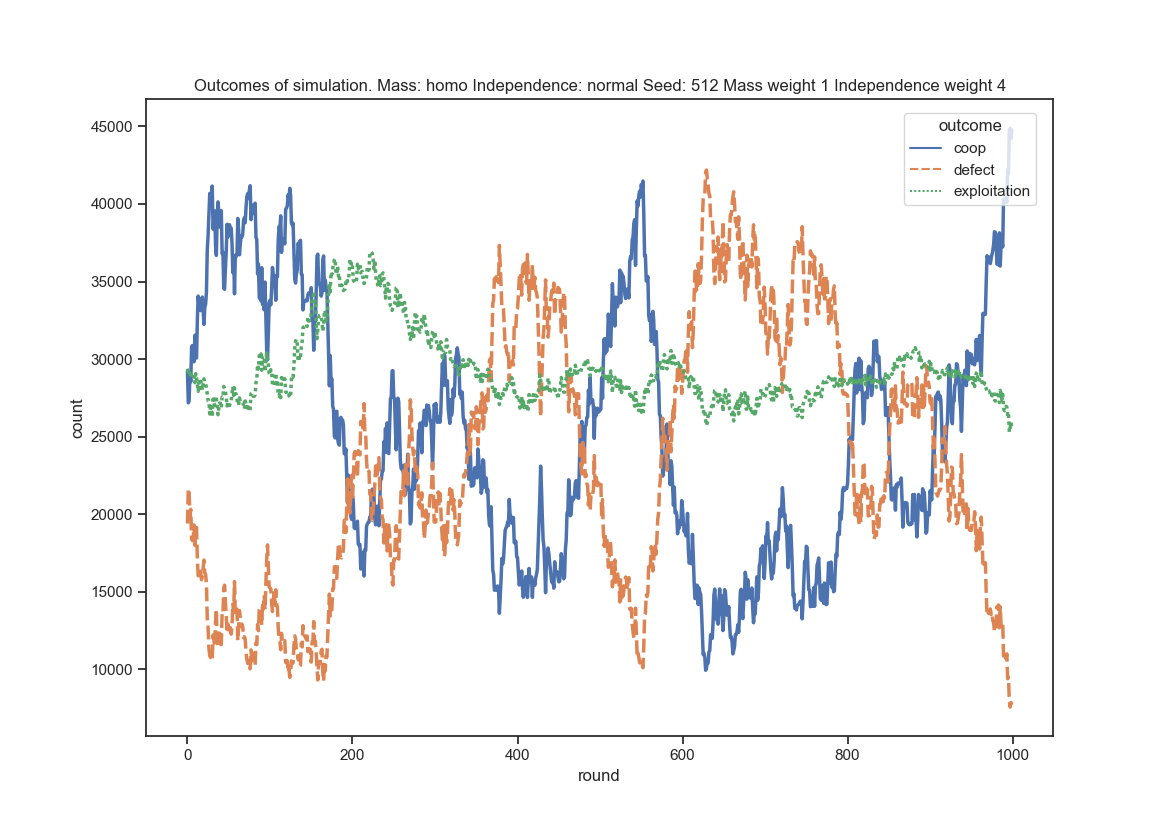 Outcomes of simulation. Mass: homo Independence: normal Seed: 512 Mass weight 1 Independence weight 4
outcome
coop
defect
exploitation
45000
40000
35000
30000
25000
20000
15000
10000
count
0 200 400 600 800 1000
round